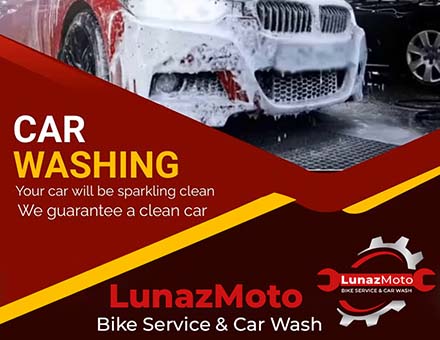 CAR
WASHING
Your car will be sparkling clean
We guarantee a clean car
LunazMoto
BIKE SERVICE & CAR WASH
LunazMoto
Bike Service & Car Wash